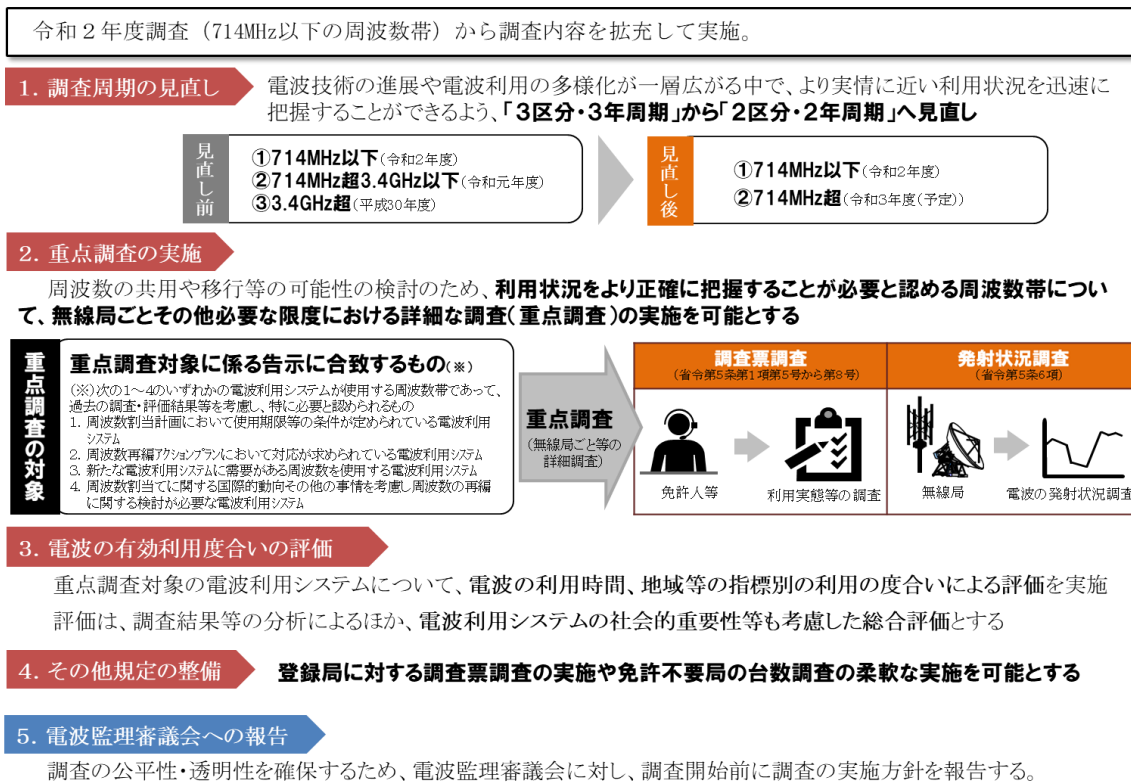 令和２年度調査（714MHz以下の周波数帯）から調査内容を拡充して実施。
1．調査周期の見直し
電波技術の進展や電波利用の多様化が一層広がる中で、より実情に近い利用状況を迅速に
把握することができるよう、「３区分・３年周期」から「２区分・２年周期」へ見直し
見直し前
①714MHz以下(令和2年度)
②714MHz超3.4GHz以下(令和元年度)
③3.4GHz超(平成30年度)
見直し後
①714MHz以下(令和2年度)
②714MHz超(令和3年度(予定))
2．重点調査の実施
周波数の共用や移行等の可能性の検討のため、利用状況をより正確に把握することが必要と認める周波数帯につい
て、無線局ごとその他必要な限度における詳細な調査(重点調査)の実施を可能とする
重点調査の対象
重点調査対象に係る告示に合致するもの(※)
(※)次の1～4のいずれかの電波利用システムが使用する周波数帯であって、
過去の調査・評価結果等を考慮し、特に必要と認められるもの
1. 周波数割当計画において使用期限等の条件が定められている電波利用
システム
2. 周波数再編アクションプランにおいて対応が求められている電波利用システム
3. 新たな電波利用システムに需要がある周波数を使用する電波利用システム
4. 周波数割当てに関する国際的動向その他の事情を考慮し周波数の再編
に関する検討が必要な電波利用システム
重点調査
(無線局ごと等の
詳細調査)
調査票調査
(省令第5条第1項第5号から第8号)
免許人等
利用実態等の調査
発射状況調査
(省令第5条6項)
無線局
電波の発射状況調査
3．電波の有効利用度合いの評価
重点調査対象の電波利用システムについて、電波の利用時間、地域等の指標別の利用の度合いによる評価を実施
評価は、調査結果等の分析によるほか、電波利用システムの社会的重要性等も考慮した総合評価とする
4．その他規定の整備
登録局に対する調査票調査の実施や免許不要局の台数調査の柔軟な実施を可能とする
5．電波監理審議会への報告
調査の公平性・透明性を確保するため、電波監理審議会に対し、調査開始前に調査の実施方針を報告する。